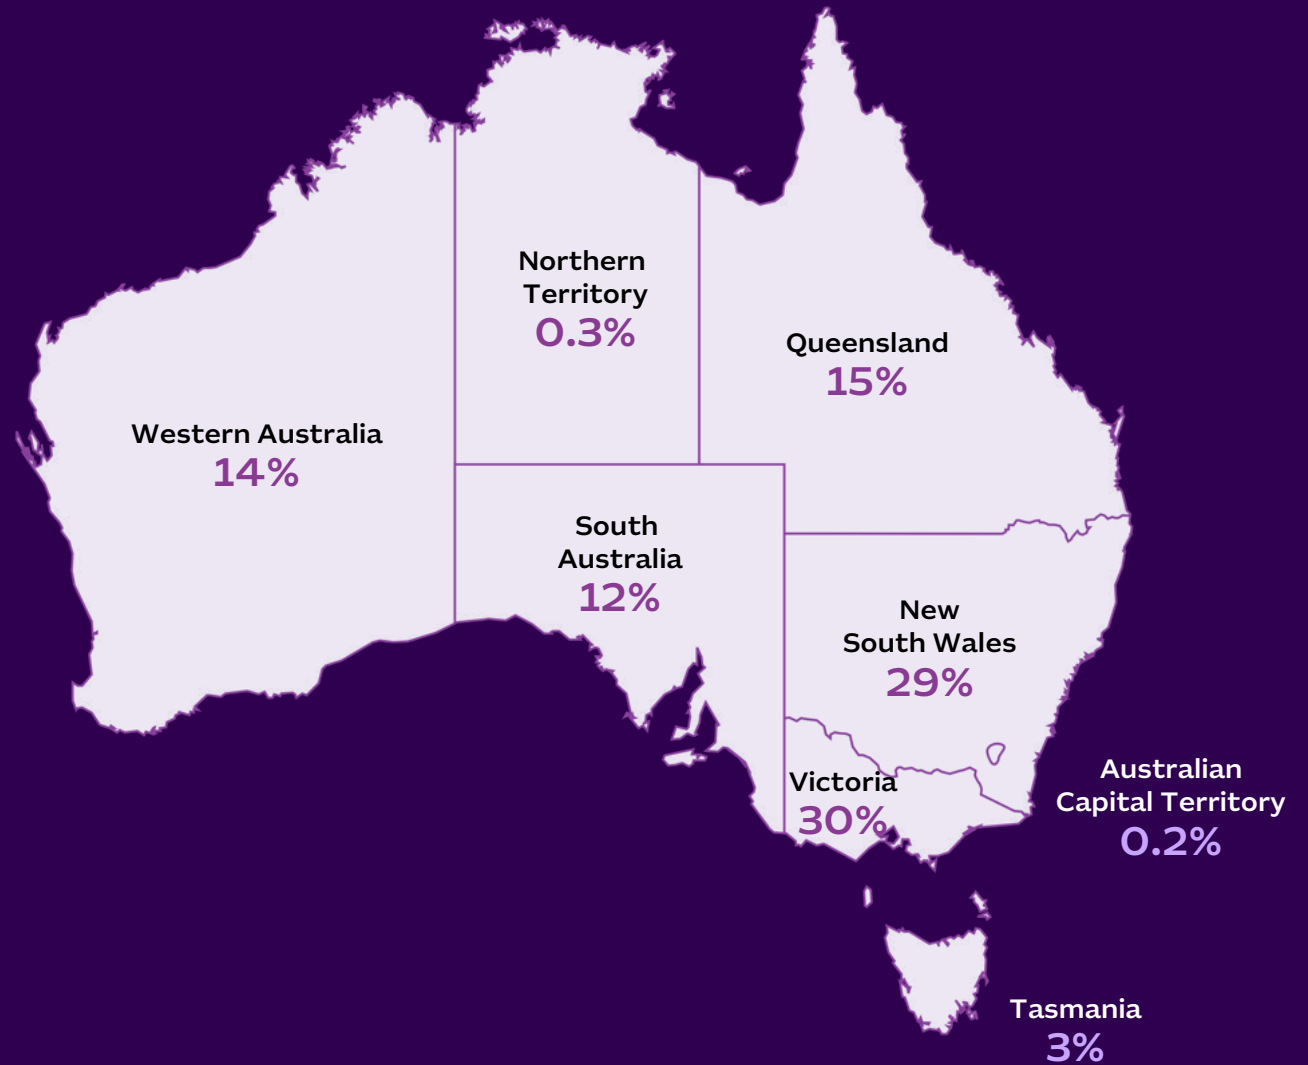 Northern
Territory
0.3%
Queensland
15%
Western Australia
14%
South
Australia
12%
New
South Wales
29%
Victoria
30%
Australian
Capital Territory
0.2%
Tasmania
3%